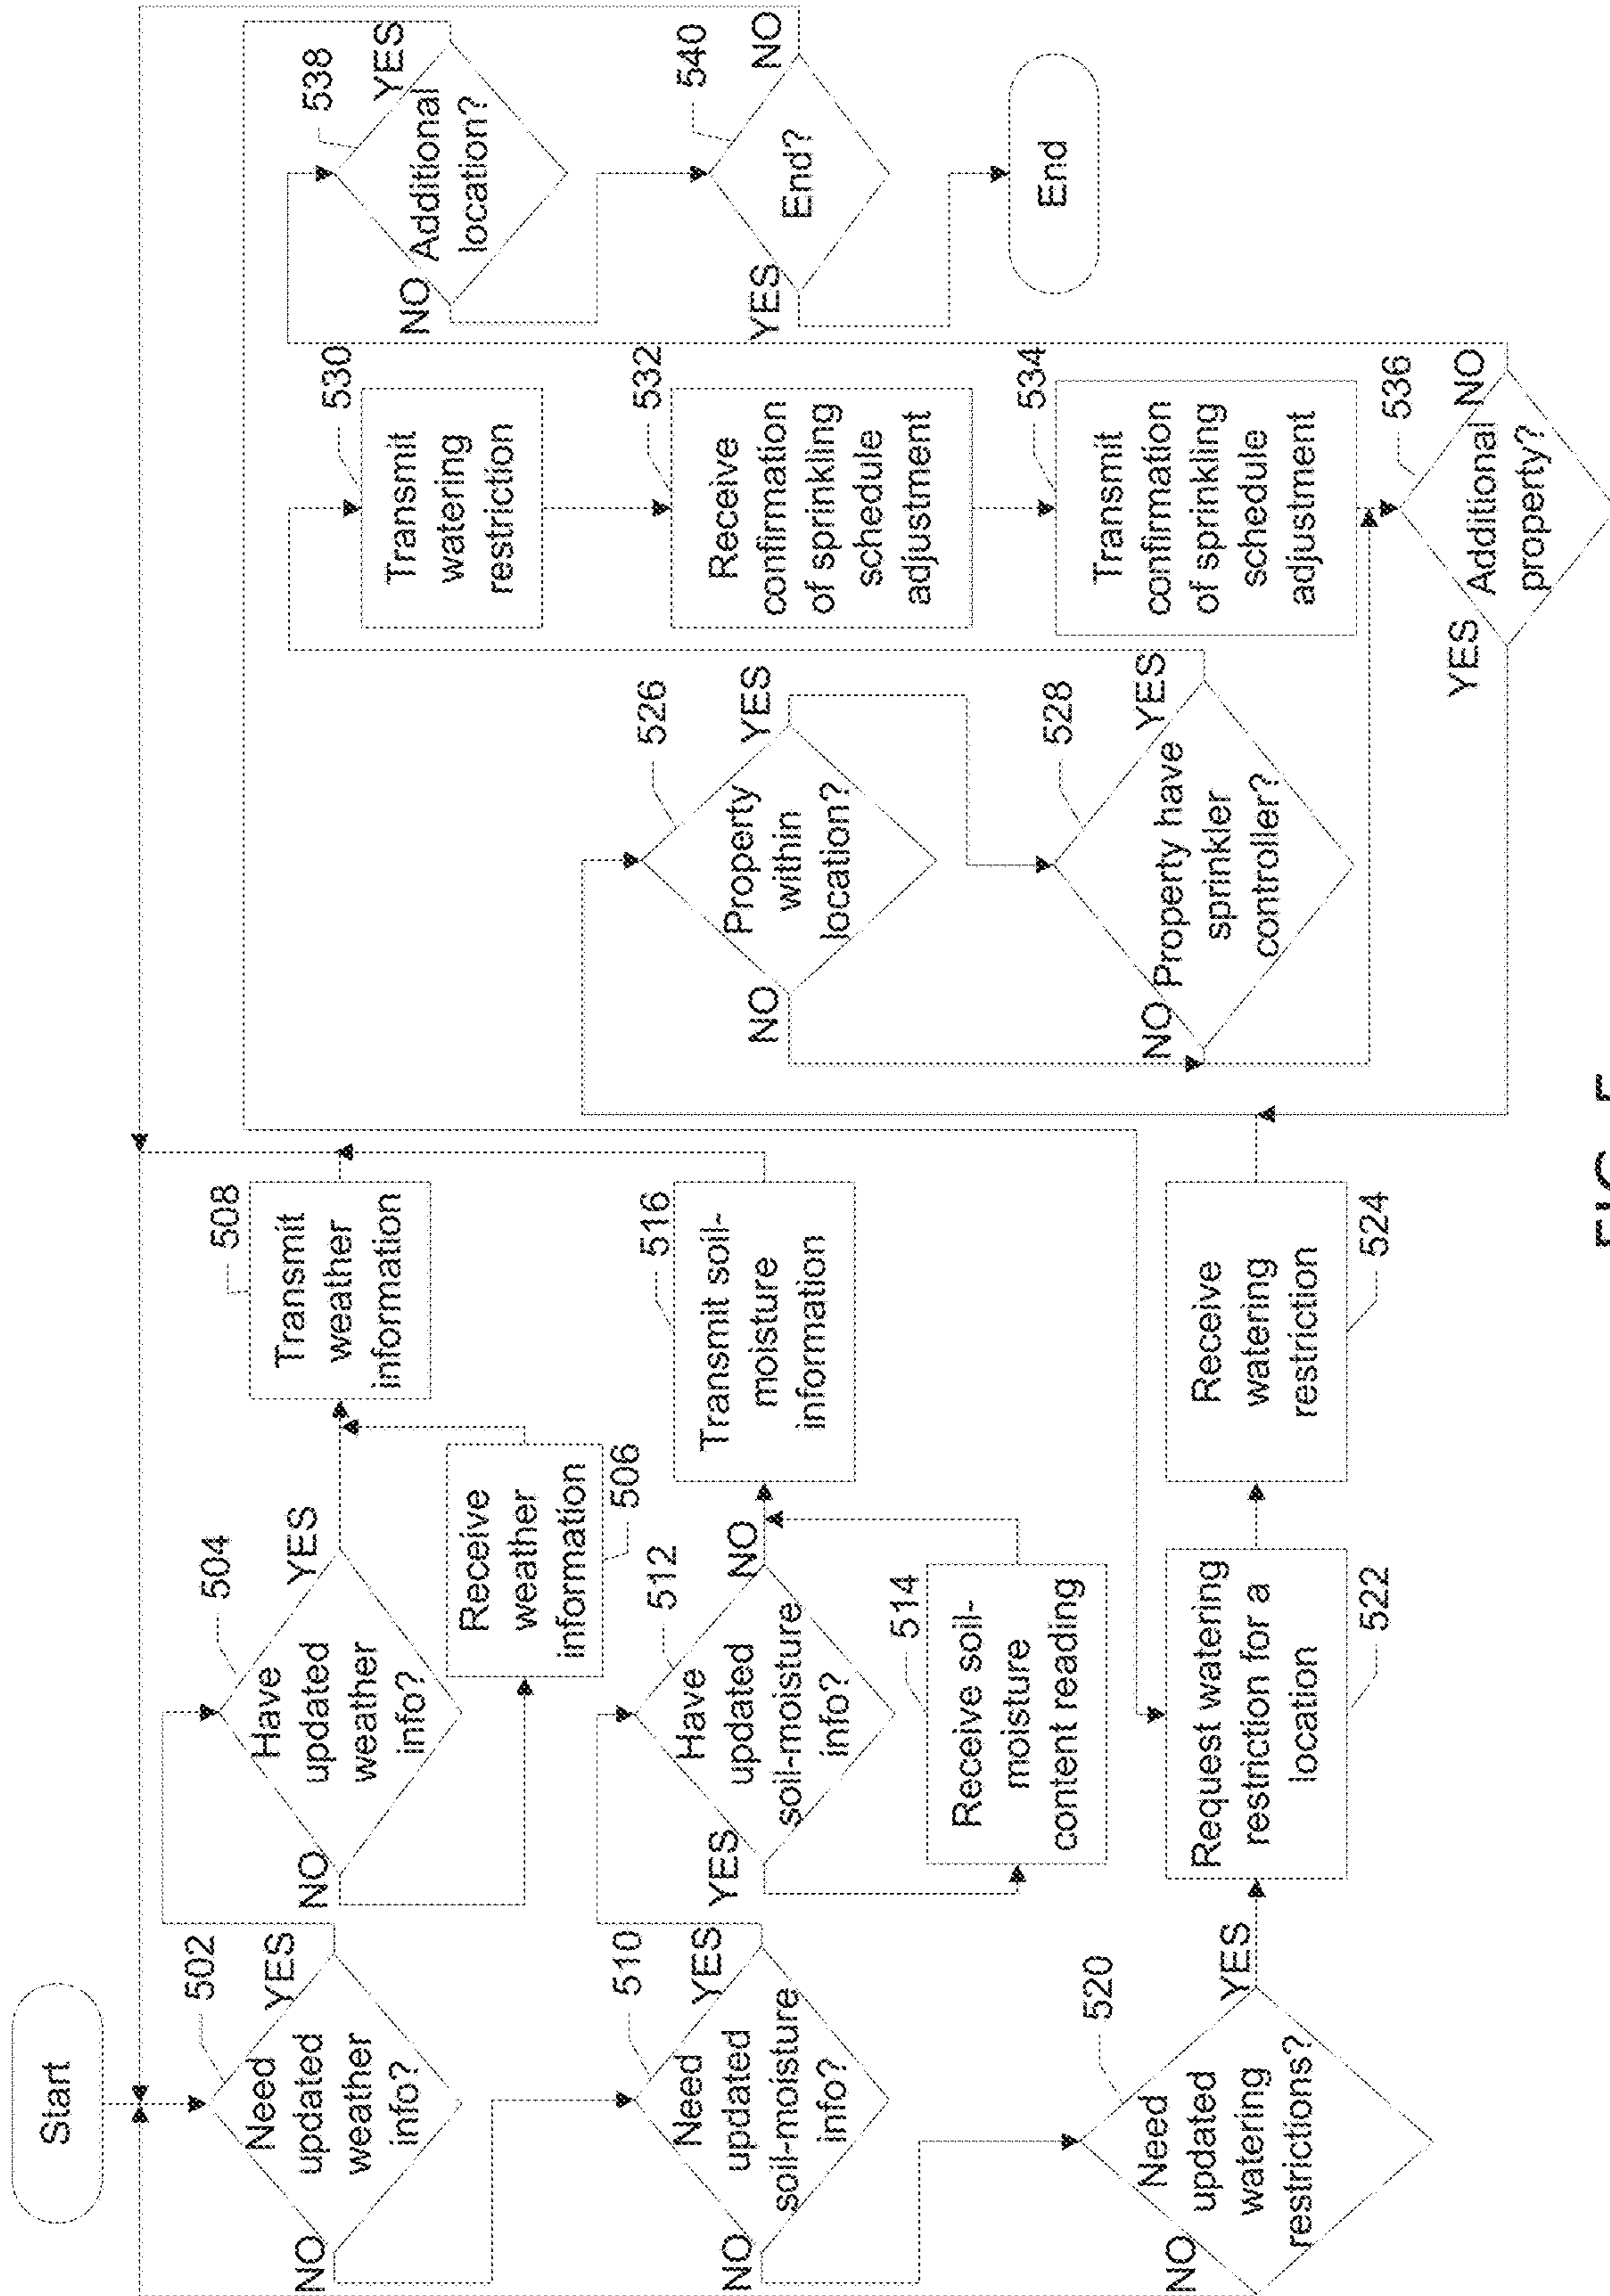 Start
502
Need
updated
weather
info?
YES
NO
504
Have
updated
weather
info?
YES
NO
Receive
weather
information
506
508
Transmit
weather
information
510
Need
updated
soil-moisture
info?
YES
NO
512
Have
updated
soil-moisture
info?
NO
YES
514
Receive soil-
moisture
content reading
516
Transmit soil-
moisture
information
520
Need
updated
watering
restrictions?
YES
NO
Request watering
restriction for a
location
522
Receive
watering
restriction
524
526
Property
within
location?
YES
NO
528
Property have
sprinkler
controller?
YES
NO
530
Transmit
watering
restriction
532
Receive
confirmation
of sprinkling
schedule
adjustment
534
Transmit
confirmation
of sprinkling
schedule
adjustment
536
Additional
property?
YES
NO
538
Additional
location?
YES
NO
540
End?
YES
NO
End